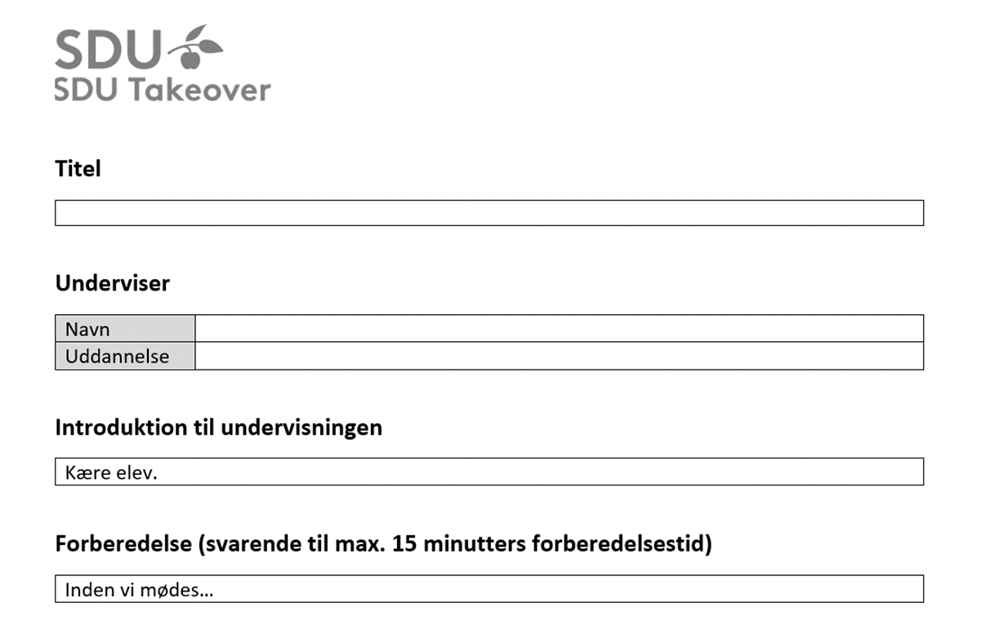 SDU
SDU Takeover
Titel
Underviser
Navn
Uddannelse
Introduktion til undervisningen
Kære elev.
Forberedelse (svarende til max. 15 minutters forberedelsestid)
Inden vi mødes...